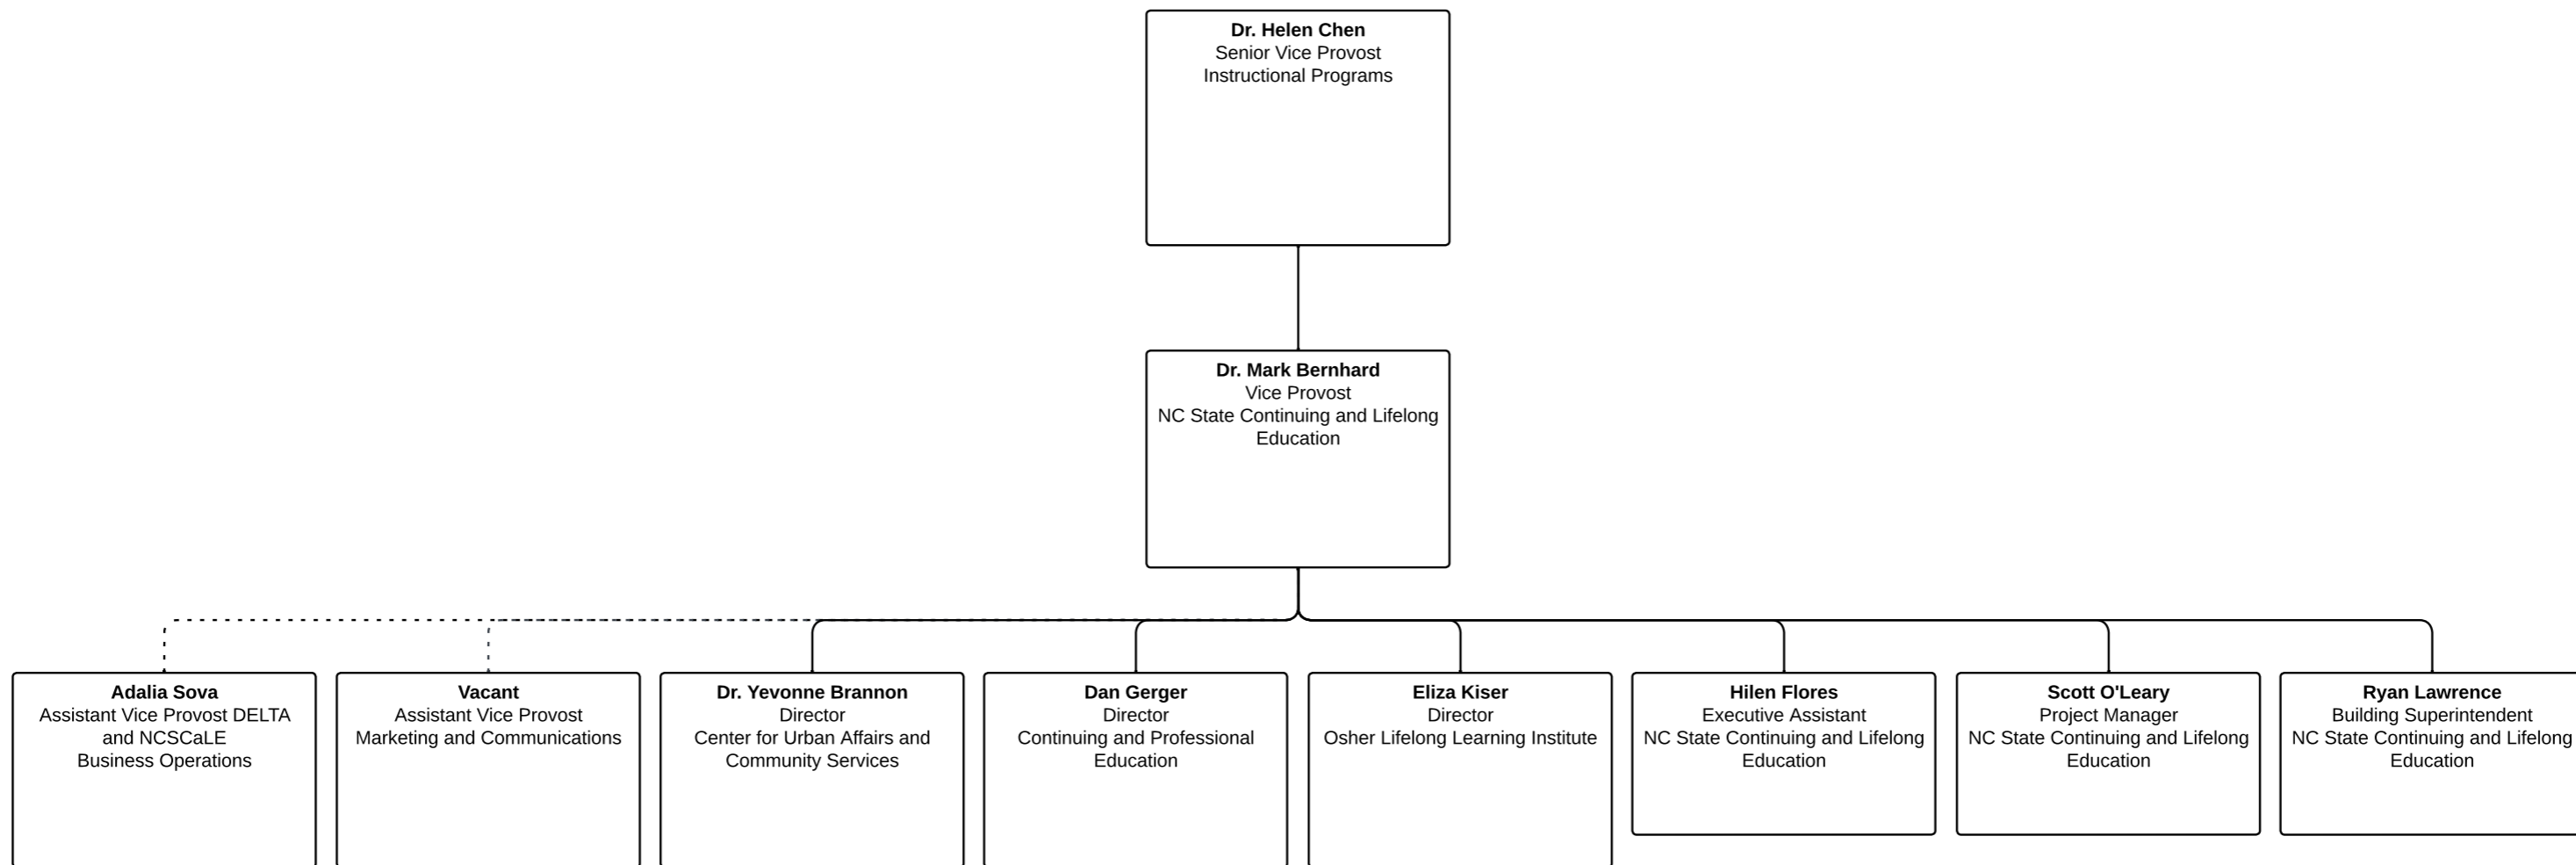 Dr. Helen Chen
Senior Vice Provost
Instructional Programs
Dr. Mark Bernhard
Vice Provost
NC State Continuing and Lifelong
Education
Adalia Sova
Assistant Vice Provost DELTA
and NCSCaLE
Business Operations
Vacant
Assistant Vice Provost
Marketing and Communications
Dr. Yevonne Brannon
Director
Center for Urban Affairs and
Community Services
Dan Gerger
Director
Continuing and Professional
Education
Eliza Kiser
Director
Osher Lifelong Learning Institute
Hilen Flores
Executive Assistant
NC State Continuing and Lifelong
Education
Scott O'Leary
Project Manager
NC State Continuing and Lifelong
Education
Ryan Lawrence
Building Superintendent
NC State Continuing and Lifelong
Education